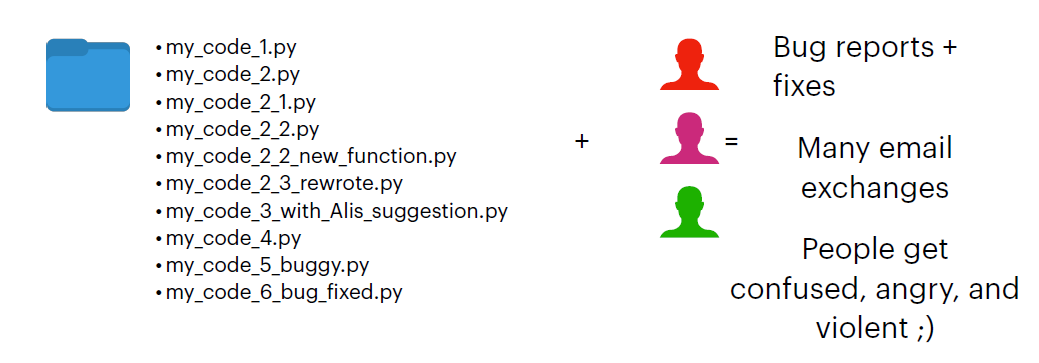 • my_code_1.py
• my_code_2.py
• my_code_2_1.py
• my_code_2_2.py
• my_code_2_2_new_function.py
• my_code_2_3_rewrote.py
• my_code_3_with_Alis_suggestion.py
• my_code_4.py
• my_code_5_buggy.py
• my_code_6_bug_fixed.py
+
=
Bug reports +
fixes
Many email
exchanges
People get
confused, angry, and
violent ;)